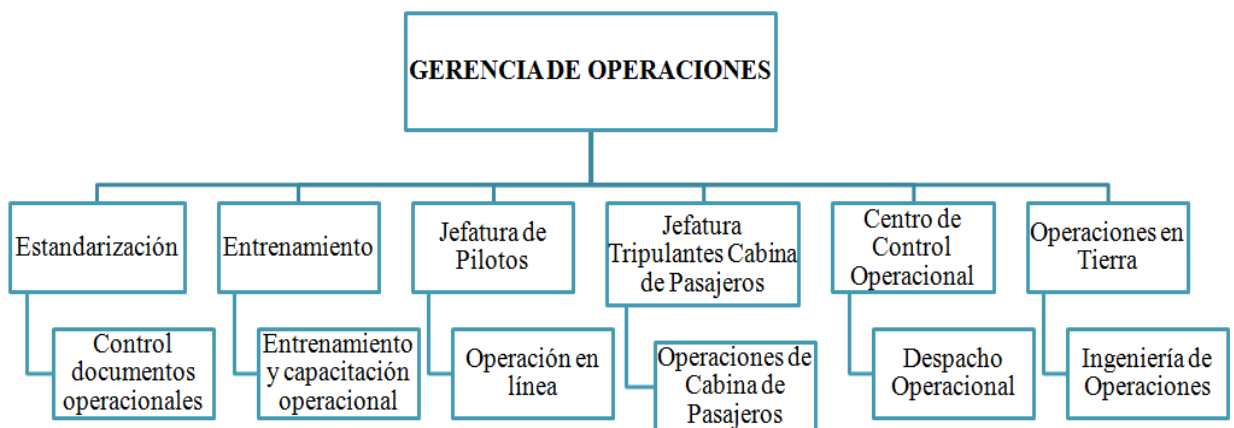 GERENCIA DE OPERACIONES
Estandarización
Entrenamiento
Jefatura de
Pilotos
Jefatura
Tripulantes Cabina
de Pasajeros
Centro de
Control
Operacional
Operaciones en
Tierra
Control
documentos
operacionales
Entrenamiento
y capacitación
operacional
Operación en
línea
Operaciones de
Cabina de
Pasajeros
Despacho
Operacional
Ingeniería de
Operaciones